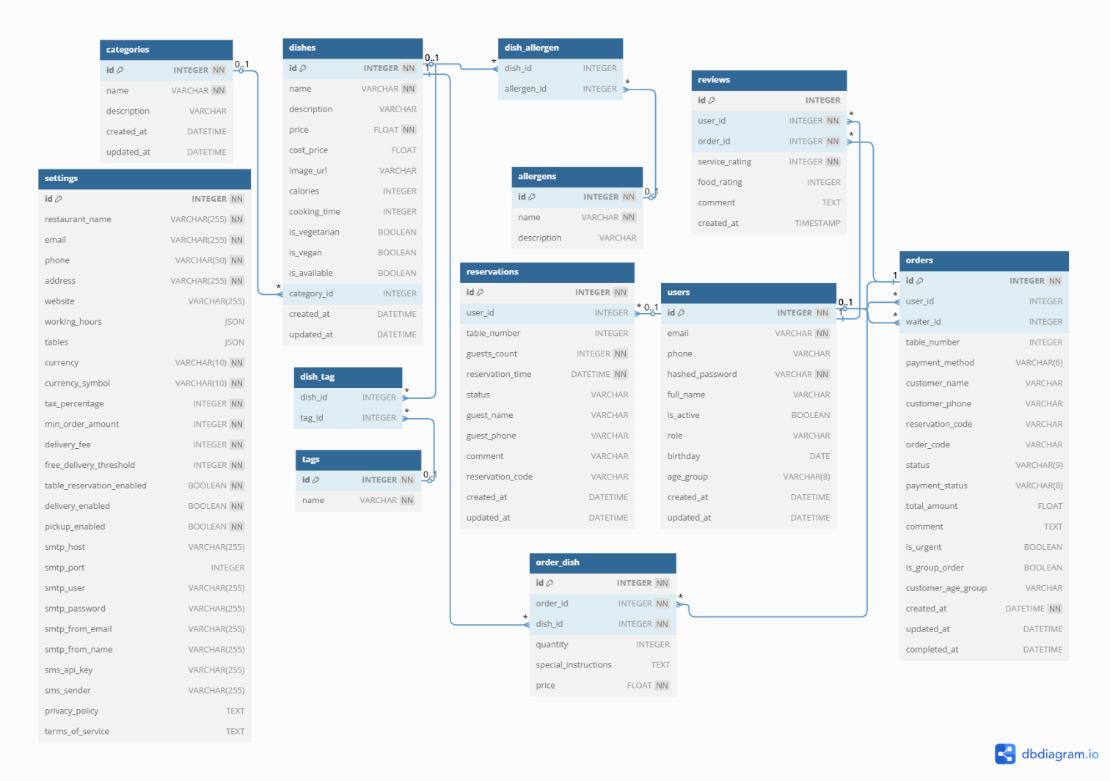 categories
id INTEGER NN
name VARCHAR NN
description VARCHAR
created_at DATETIME
updated_at DATETIME
0..1
settings
id INTEGER NN
restaurant_name VARCHAR(255) NN
email VARCHAR(255) NN
phone VARCHAR(50) NN
address VARCHAR(255) NN
website VARCHAR(255)
working_hours JSON
tables JSON
currency VARCHAR(10) NN
currency_symbol VARCHAR(10) NN
tax_percentage INTEGER NN
min_order_amount INTEGER NN
delivery_fee INTEGER NN
free_delivery_threshold INTEGER NN
table_reservation_enabled BOOLEAN NN
delivery_enabled BOOLEAN NN
pickup_enabled BOOLEAN NN
smtp_host VARCHAR(255)
smtp_port INTEGER
smtp_user VARCHAR(255)
smtp_password VARCHAR(255)
smtp_from_email VARCHAR(255)
smtp_from_name VARCHAR(255)
sms_api_key VARCHAR(255)
sms_sender VARCHAR(255)
privacy_policy TEXT
terms_of_service TEXT
dishes
id INTEGER NN
name VARCHAR NN
description VARCHAR
price FLOAT NN
cost_price FLOAT
image_url VARCHAR
calories INTEGER
cooking_time INTEGER
is_vegetarian BOOLEAN
is_vegan BOOLEAN
is_available BOOLEAN
category_id INTEGER
created_at DATETIME
updated_at DATETIME
0..1
1
*
dish_tag
dish_id INTEGER
tag_id INTEGER
*
*
tags
id INTEGER NN
name VARCHAR NN
0..1
dish_allergen
dish_id INTEGER
allergen_id INTEGER
*
*
allergens
id INTEGER NN
name VARCHAR NN
description VARCHAR
0..1
reservations
id INTEGER NN
user_id INTEGER
table_number INTEGER
guests_count INTEGER NN
reservation_time DATETIME NN
status VARCHAR
guest_name VARCHAR
guest_phone VARCHAR
comment VARCHAR
reservation_code VARCHAR
created_at DATETIME
updated_at DATETIME
* 0..1
users
id INTEGER NN
email VARCHAR NN
phone VARCHAR
hashed_password VARCHAR NN
full_name VARCHAR
is_active BOOLEAN
role VARCHAR
birthday DATE
age_group VARCHAR(8)
created_at DATETIME
updated_at DATETIME
0..1
1
order_dish
id INTEGER NN
order_id INTEGER NN
dish_id INTEGER NN
quantity INTEGER
special_instructions TEXT
price FLOAT NN
*
*
reviews
id INTEGER
user_id INTEGER NN
order_id INTEGER NN
service_rating INTEGER NN
food_rating INTEGER
comment TEXT
created_at TIMESTAMP
*
*
orders
id INTEGER NN
user_id INTEGER
waiter_id INTEGER
table_number INTEGER
payment_method VARCHAR(6)
customer_name VARCHAR
customer_phone VARCHAR
reservation_code VARCHAR
order_code VARCHAR
status VARCHAR(9)
payment_status VARCHAR(8)
total_amount FLOAT
comment TEXT
is_urgent BOOLEAN
is_group_order BOOLEAN
customer_age_group VARCHAR
created_at DATETIME NN
updated_at DATETIME
completed_at DATETIME
1
*
*
dbdiagram.io